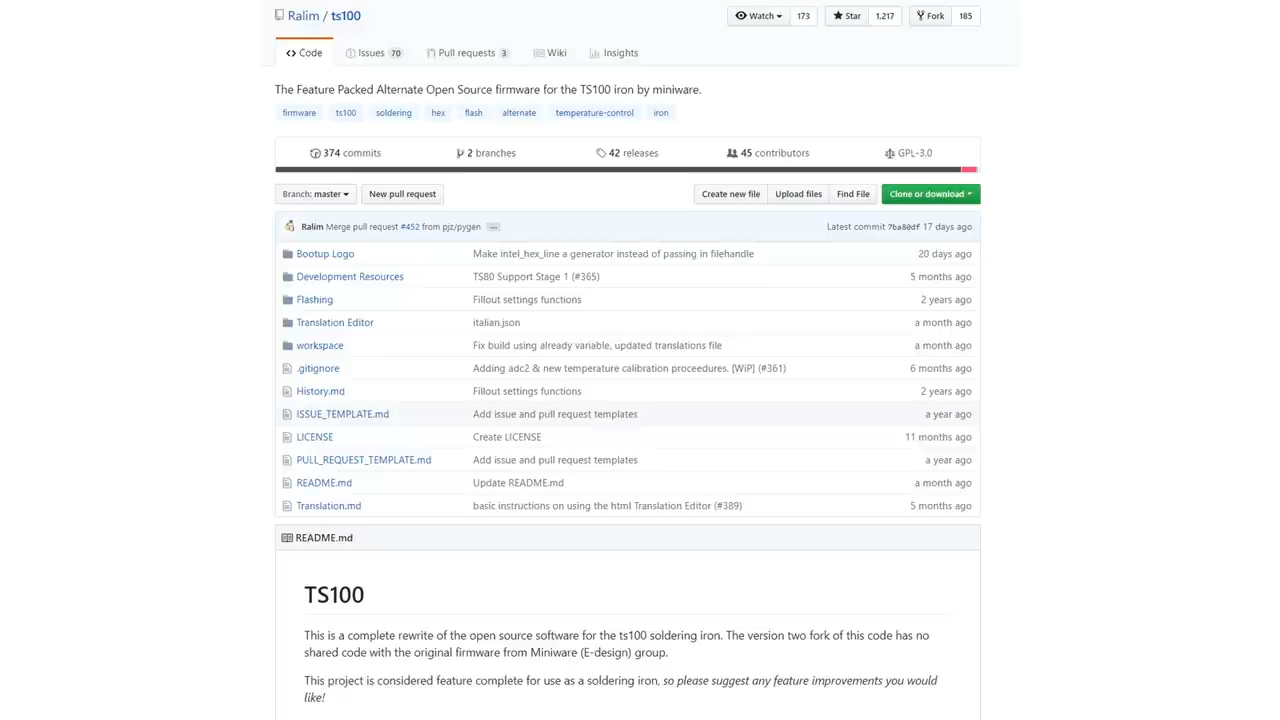 Ralim / ts100
Watch 173 Star 1,217 Fork 185
Code Issues 70 Pull requests 3 Wiki Insights
The Feature Packed Alternate Open Source firmware for the TS100 iron by miniware.
firmware ts100 soldering hex flash alternate temperature-control iron
374 commits 2 branches 42 releases 45 contributors GPL-3.0
Branch: master New pull request Create new file Upload files Find File Clone or download
Ralim Merge pull request #452 from pjz/pygen ... Latest commit 7ba80df 17 days ago
Bootup Logo Make intel_hex_line a generator instead of passing in filehandle 20 days ago
Development Resources TS80 Support Stage 1 (#365) 5 months ago
Flashing Fillout settings functions 2 years ago
Translation Editor italian.json a month ago
workspace Fix build using already variable, updated translations file a month ago
.gitignore Adding adc2 & new temperature calibration proceedures. [WiP] (#361) 6 months ago
History.md Fillout settings functions 2 years ago
ISSUE_TEMPLATE.md Add issue and pull request templates a year ago
LICENSE Create LICENSE 11 months ago
PULL_REQUEST_TEMPLATE.md Add issue and pull request templates a year ago
README.md Update README.md a month ago
Translation.md basic instructions on using the html Translation Editor (#389) 5 months ago
README.md
TS100
This is a complete rewrite of the open source software for the ts100 soldering iron. The version two fork of this code has no
shared code with the original firmware from Miniware (E-design) group.
This project is considered feature complete for use as a soldering iron, so please suggest any feature improvements you would
like!